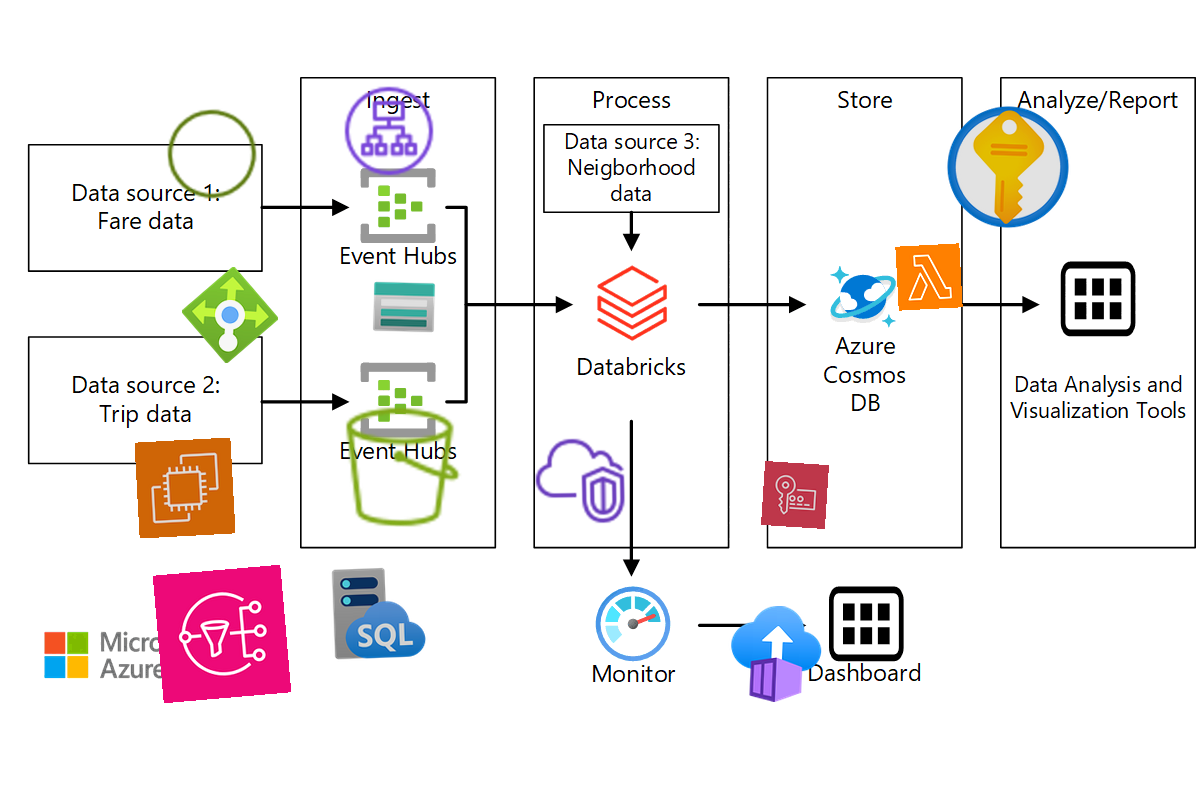 Ingest
Process
Store
Analyze/Report
Data source 1:
Fare data
Data source 3:
Neigborhood
data
Event Hubs
Databricks
Azure
Cosmos
DB
Data source 2:
Trip data
Data Analysis and
Visualization Tools
Event Hubs
SQL
Azure
Monitor
Dashboard